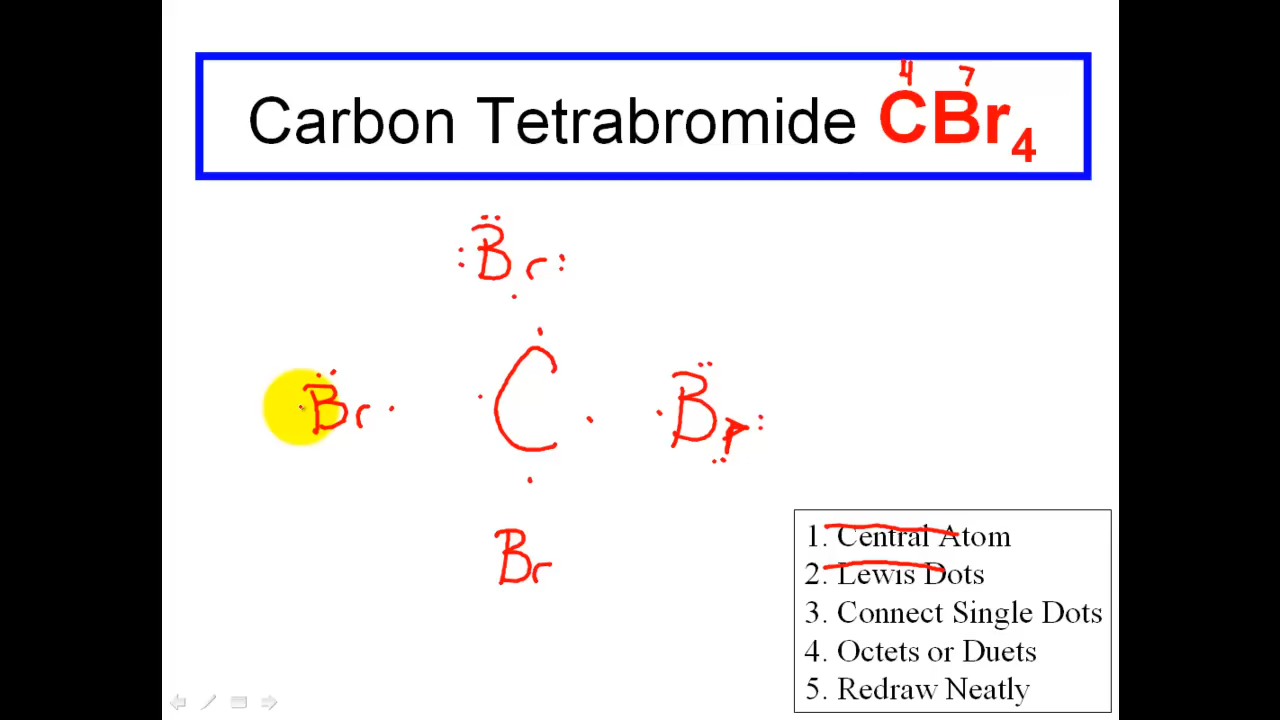 4 7
Carbon Tetrabromide CBr₄
Br
Br C Br
Br
1. Central Atom
2. Lewis Dots
3. Connect Single Dots
4. Octets or Duets
5. Redraw Neatly